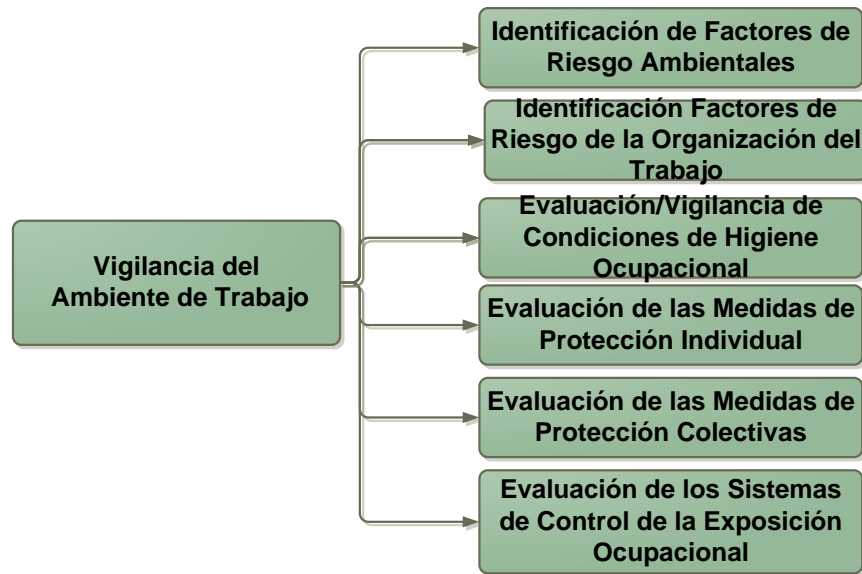 Identificación de Factores de
Riesgo Ambientales
Identificación Factores de
Riesgo de la Organización del
Trabajo
Evaluación/Vigilancia de
Condiciones de Higiene
Ocupacional
Vigilancia del
Ambiente de Trabajo
Evaluación de las Medidas de
Protección Individual
Evaluación de las Medidas de
Protección Colectivas
Evaluación de los Sistemas
de Control de la Exposición
Ocupacional